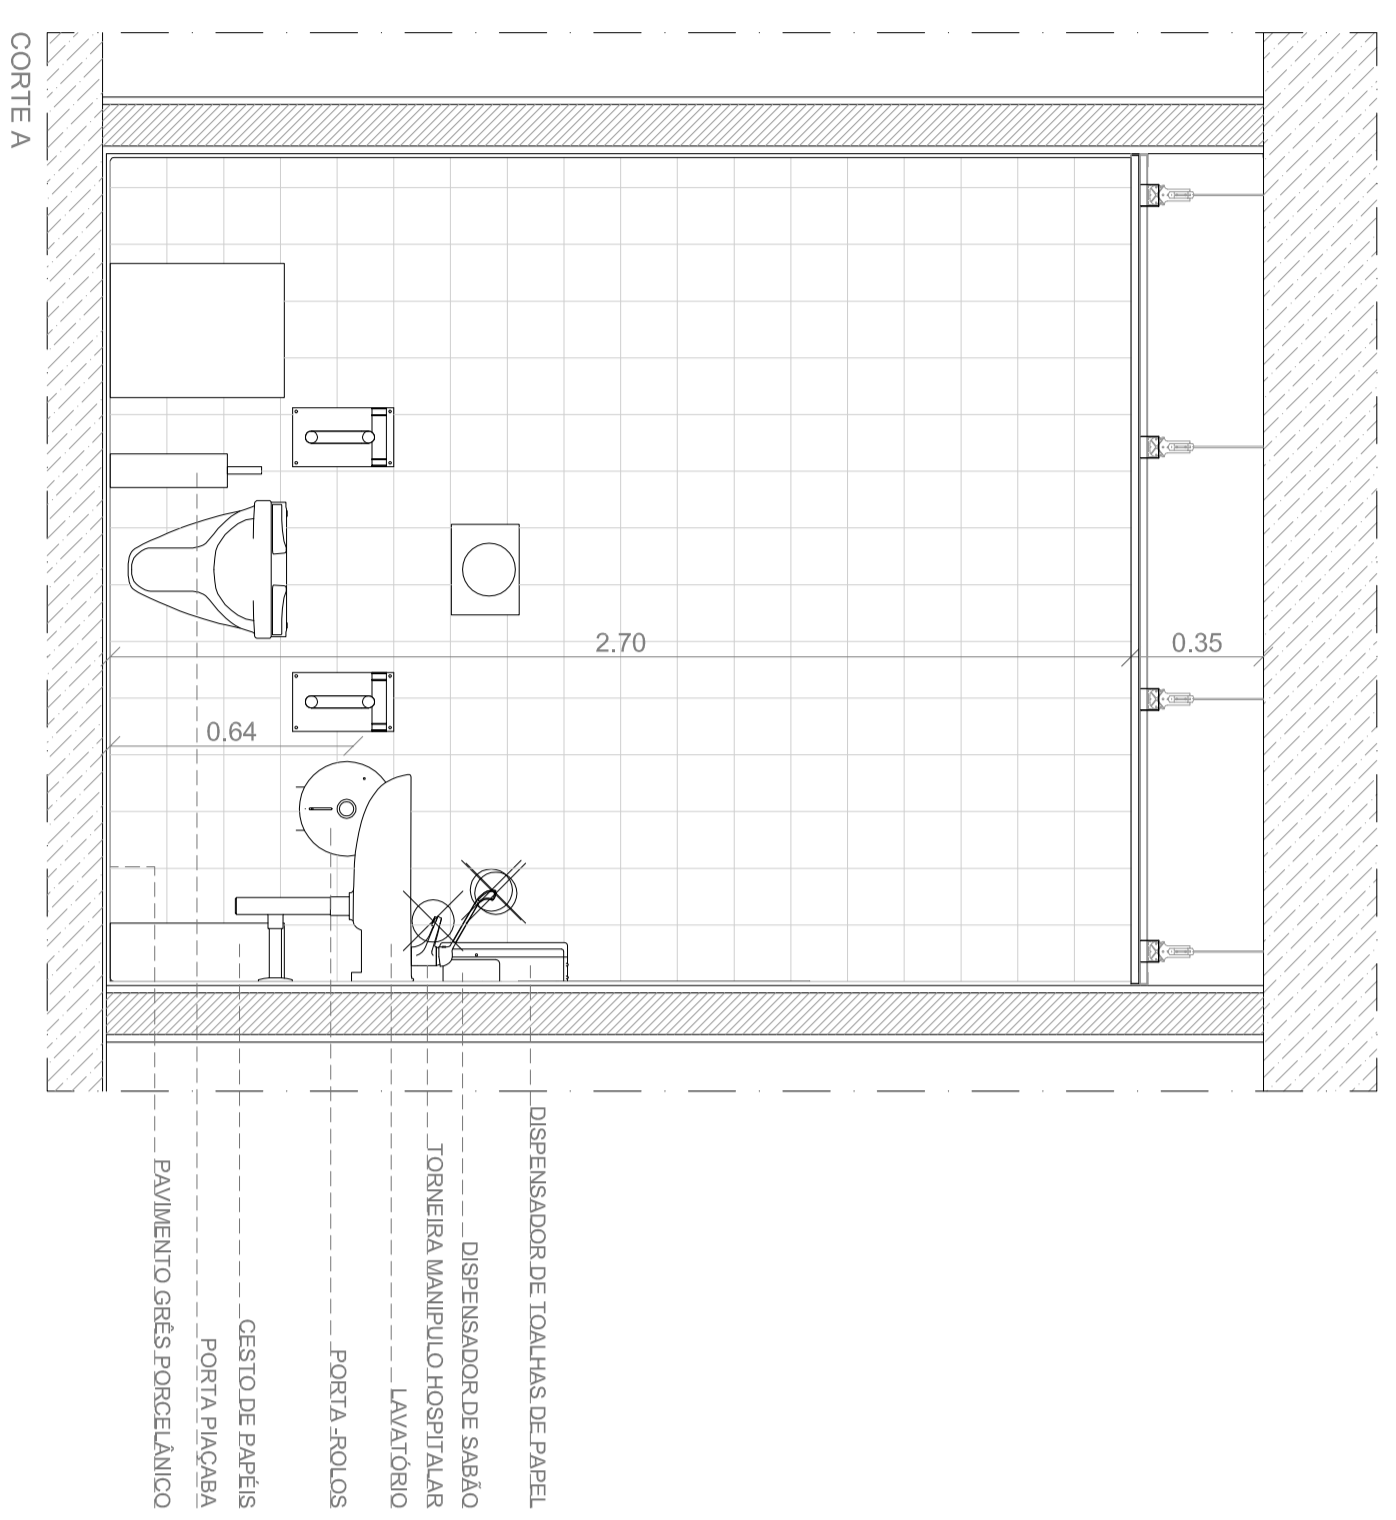 DISPENSADOR DE TOALHAS DE PAPEL
DISPENSADOR DE SABÃO
TORNEIRA MANIPULO HOSPITALAR
LAVATÓRIO
PORTA -ROLOS
CESTO DE PAPÉIS
PORTA PIAÇABA
PAVIMENTO GRÊS PORCELÂNICO
0.35
2.70
0.64
CORTE A